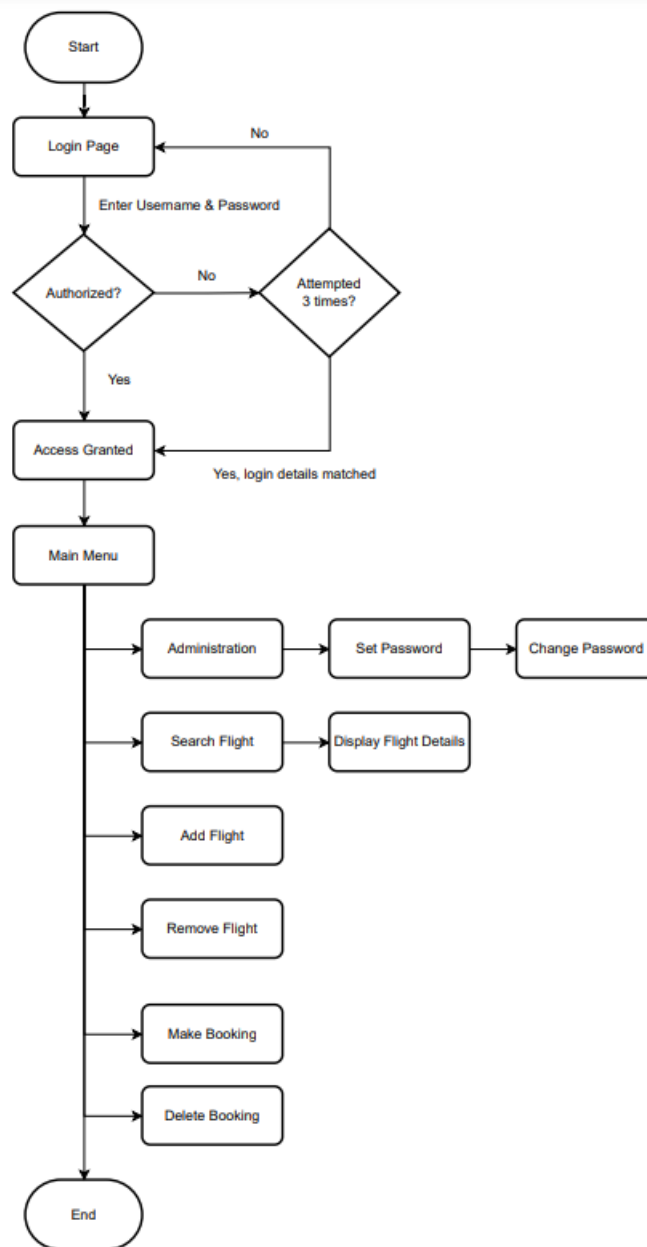 Start
Login Page
No
Enter Username & Password
Authorized?
No
Attempted
3 times?
Yes
Access Granted
Yes, login details matched
Main Menu
Administration
Set Password
Change Password
Search Flight
Display Flight Details
Add Flight
Remove Flight
Make Booking
Delete Booking
End